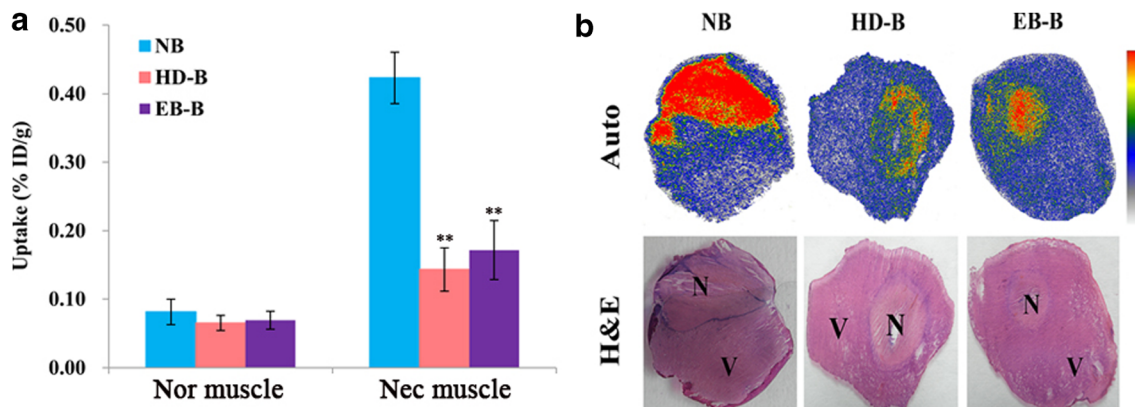 a
Uptake (% ID/g)
0.50
0.40
0.30
0.20
0.10
0.00
NB
HD-B
EB-B
**
**
Nor muscle
Nec muscle
b
NB
HD-B
EB-B
Auto
H&E
N
V
V
N
N
V